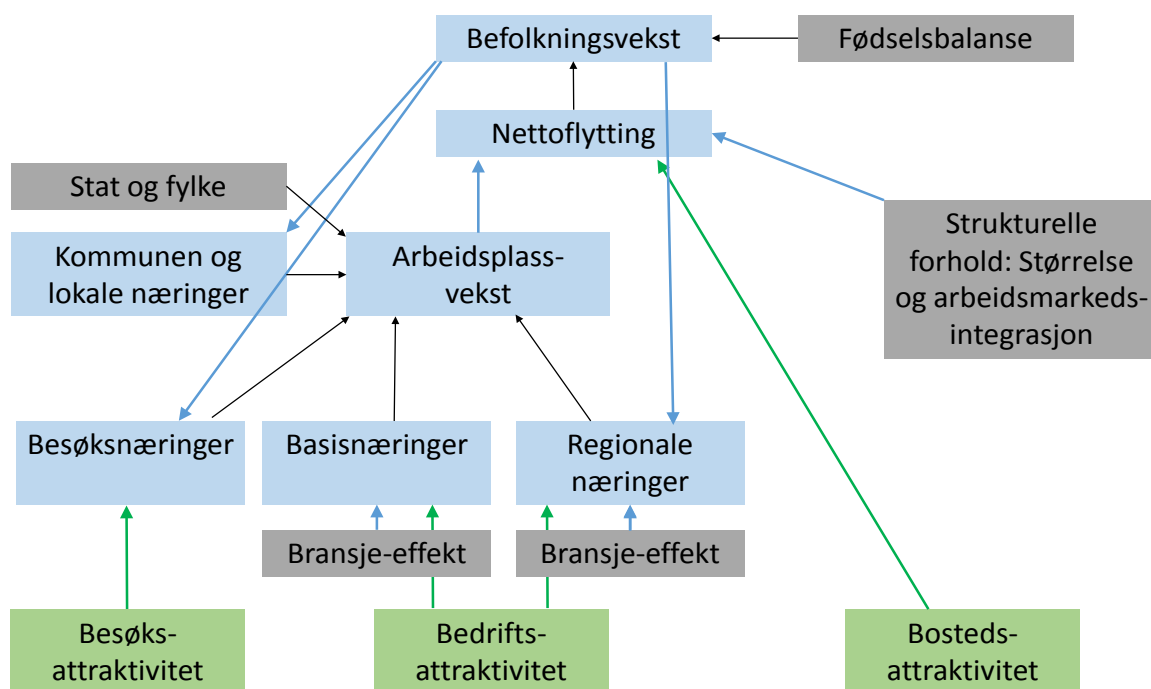 Befolkningsvekst
Fødselsbalanse
Nettoflytting
Stat og fylke
Strukturelle
forhold: Størrelse
og arbeidsmarkeds-
integrasjon
Kommunen og
lokale næringer
Arbeidsplass-
vekst
Besøksnæringer
Basisnæringer
Regionale
næringer
Bransje-effekt
Bransje-effekt
Besøks-
attraktivitet
Bedrifts-
attraktivitet
Bosteds-
attraktivitet